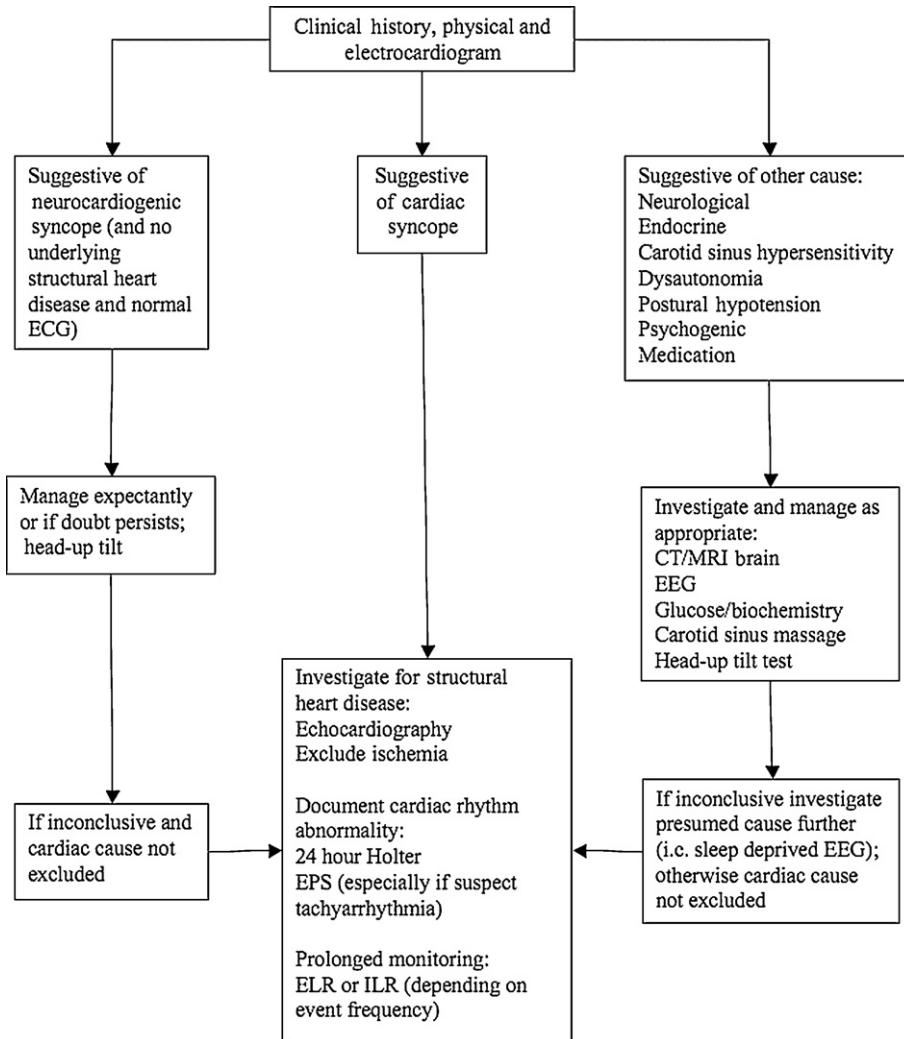 Clinical history, physical and
electrocardiogram
Suggestive of
neurocardiogenic
syncope (and no
underlying
structural heart
disease and normal
ECG)
Suggestive
of cardiac
syncope
Suggestive of other cause:
Neurological
Endocrine
Carotid sinus hypersensitivity
Dysautonomia
Postural hypotension
Psychogenic
Medication
Manage expectantly
or if doubt persists;
head-up tilt
Investigate and manage as
appropriate:
CT/MRI brain
EEG
Glucose/biochemistry
Carotid sinus massage
Head-up tilt test
If inconclusive and
cardiac cause not
excluded
Investigate for structural
heart disease:
Echocardiography
Exclude ischemia
Document cardiac rhythm
abnormality:
24 hour Holter
EPS (especially if suspect
tachyarrhythmia)
Prolonged monitoring:
ELR or ILR (depending on
event frequency)
If inconclusive investigate
presumed cause further
(i.c. sleep deprived EEG);
otherwise cardiac cause
not excluded